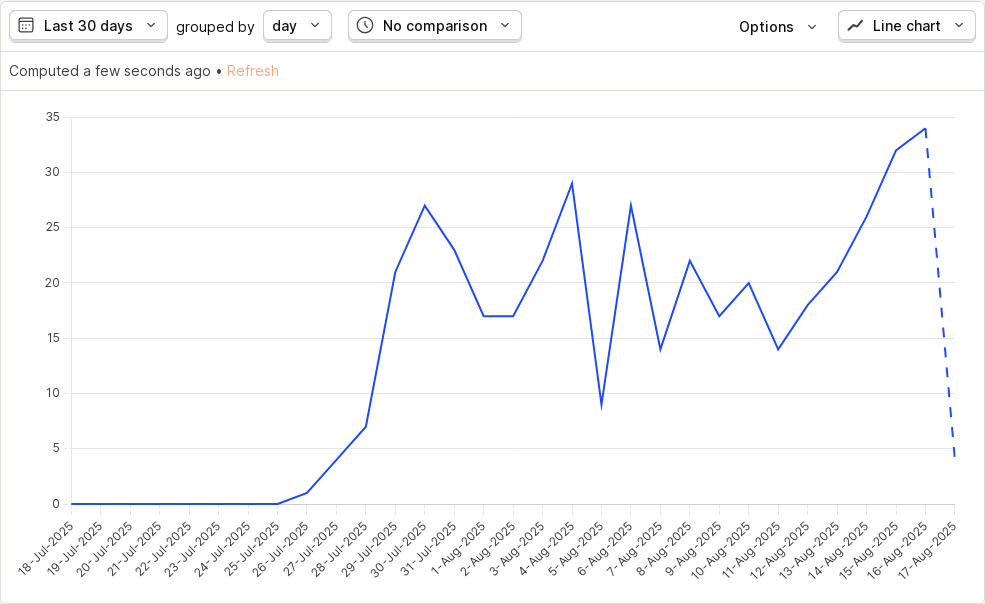 Last 30 days grouped by day No comparison Options Line chart
Computed a few seconds ago • Refresh
35
30
25
20
15
10
5
0
18-Jul-2025
19-Jul-2025
20-Jul-2025
21-Jul-2025
22-Jul-2025
23-Jul-2025
24-Jul-2025
25-Jul-2025
26-Jul-2025
27-Jul-2025
28-Jul-2025
29-Jul-2025
30-Jul-2025
31-Jul-2025
1-Aug-2025
2-Aug-2025
3-Aug-2025
4-Aug-2025
5-Aug-2025
6-Aug-2025
7-Aug-2025
8-Aug-2025
9-Aug-2025
10-Aug-2025
11-Aug-2025
12-Aug-2025
13-Aug-2025
14-Aug-2025
15-Aug-2025
16-Aug-2025
17-Aug-2025